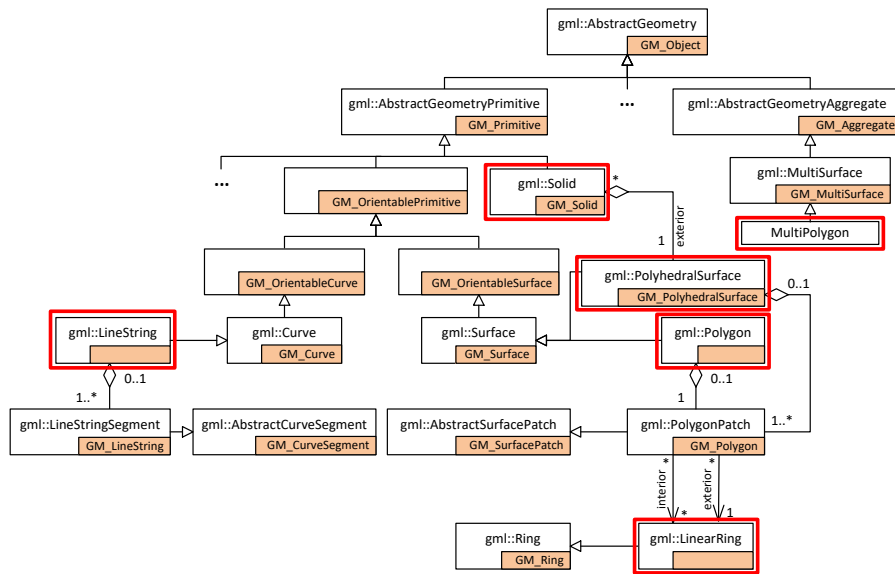 gml::AbstractGeometry
GM_Object
gml::AbstractGeometryPrimitive
GM_Primitive
...
gml::AbstractGeometryAggregate
GM_Aggregate
...
GM_OrientablePrimitive
gml::Solid
GM_Solid
*
gml::MultiSurface
GM_MultiSurface
MultiPolygon
exterior
1
GM_OrientableCurve
GM_OrientableSurface
gml::PolyhedralSurface
GM_PolyhedralSurface
0..1
gml::LineString
gml::Curve
GM_Curve
gml::Surface
GM_Surface
gml::Polygon
0..1
1..*
0..1
1
gml::LineStringSegment
GM_LineString
gml::AbstractCurveSegment
GM_CurveSegment
gml::AbstractSurfacePatch
GM_SurfacePatch
gml::PolygonPatch
GM_Polygon
1..*
interior
*
exterior
*
*
1
gml::Ring
GM_Ring
gml::LinearRing